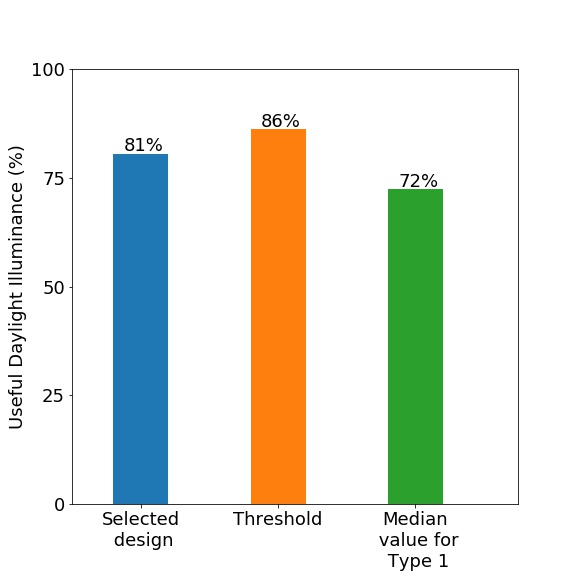 Useful Daylight Illuminance (%)
100
75
50
25
0
81%
86%
72%
Selected
design
Threshold
Median
value for
Type 1